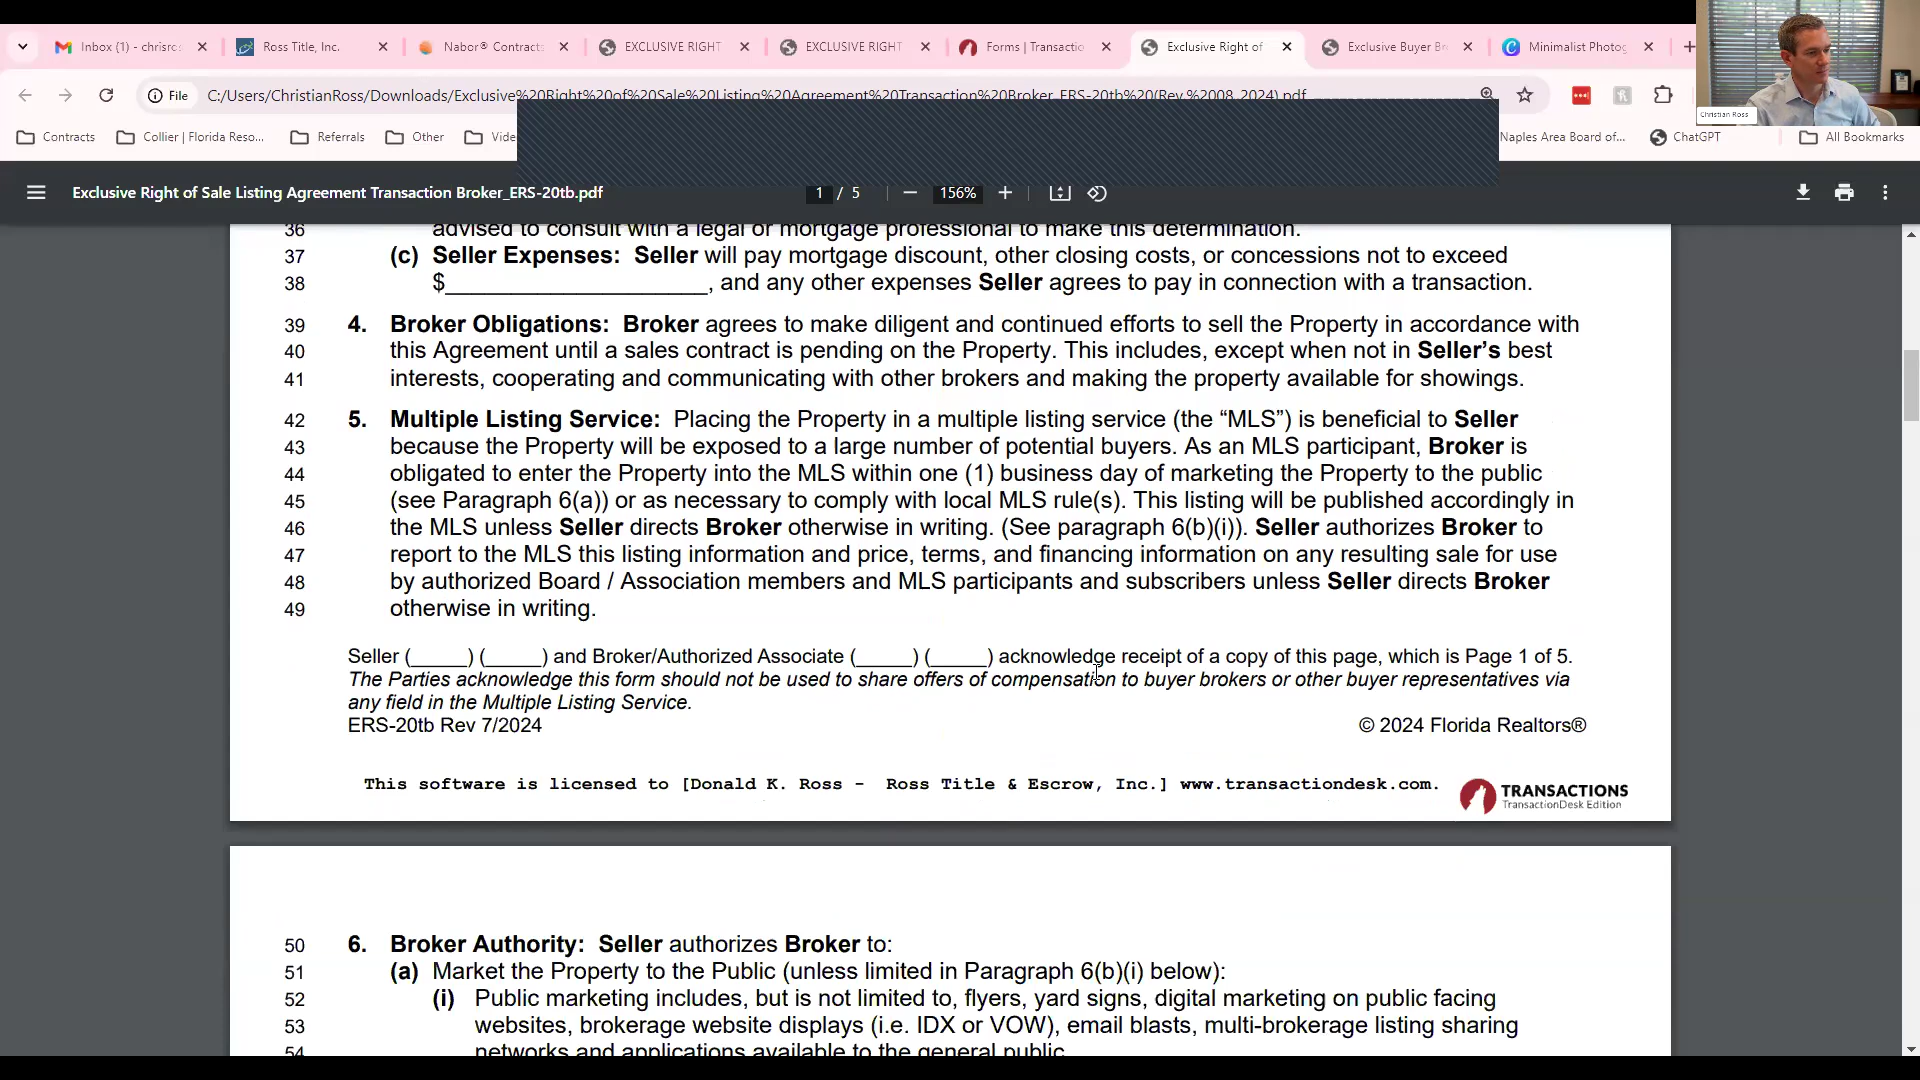 Inbox (1) - chrisro
Ross Title, Inc.
Nabor® Contracts
EXCLUSIVE RIGHT
EXCLUSIVE RIGHT
Forms | Transactio
Exclusive Right of
Exclusive Buyer Br
Minimalist Photog
File
C:/Users/ChristianRoss/Downloads/Exclusive%20Right%20of%20Sale%20Listing%20Agreement%20Transaction%20Broker_ERS-20tb%20(Rev.%2008_2024).pdf
Christian Ross
Contracts
Collier | Florida Reso...
Referrals
Other
Vide
Naples Area Board of...
ChatGPT
All Bookmarks
Exclusive Right of Sale Listing Agreement Transaction Broker_ERS-20tb.pdf
1 / 5
156%
36 advised to consult with a legal or mortgage professional to make this determination.
37 (c) Seller Expenses: Seller will pay mortgage discount, other closing costs, or concessions not to exceed
38 $____________________, and any other expenses Seller agrees to pay in connection with a transaction.
39 4. Broker Obligations: Broker agrees to make diligent and continued efforts to sell the Property in accordance with
40 this Agreement until a sales contract is pending on the Property. This includes, except when not in Seller’s best
41 interests, cooperating and communicating with other brokers and making the property available for showings.
42 5. Multiple Listing Service: Placing the Property in a multiple listing service (the “MLS”) is beneficial to Seller
43 because the Property will be exposed to a large number of potential buyers. As an MLS participant, Broker is
44 obligated to enter the Property into the MLS within one (1) business day of marketing the Property to the public
45 (see Paragraph 6(a)) or as necessary to comply with local MLS rule(s). This listing will be published accordingly in
46 the MLS unless Seller directs Broker otherwise in writing. (See paragraph 6(b)(i)). Seller authorizes Broker to
47 report to the MLS this listing information and price, terms, and financing information on any resulting sale for use
48 by authorized Board / Association members and MLS participants and subscribers unless Seller directs Broker
49 otherwise in writing.
Seller (_____) (_____) and Broker/Authorized Associate (_____) (_____) acknowledge receipt of a copy of this page, which is Page 1 of 5.
The Parties acknowledge this form should not be used to share offers of compensation to buyer brokers or other buyer representatives via
any field in the Multiple Listing Service.
ERS-20tb Rev 7/2024
© 2024 Florida Realtors®
This software is licensed to [Donald K. Ross - Ross Title & Escrow, Inc.] www.transactiondesk.com.
TRANSACTIONS
TransactionDesk Edition
50 6. Broker Authority: Seller authorizes Broker to:
51 (a) Market the Property to the Public (unless limited in Paragraph 6(b)(i) below):
52 (i) Public marketing includes, but is not limited to, flyers, yard signs, digital marketing on public facing
53 websites, brokerage website displays (i.e. IDX or VOW), email blasts, multi-brokerage listing sharing
54 networks and applications available to the general public.